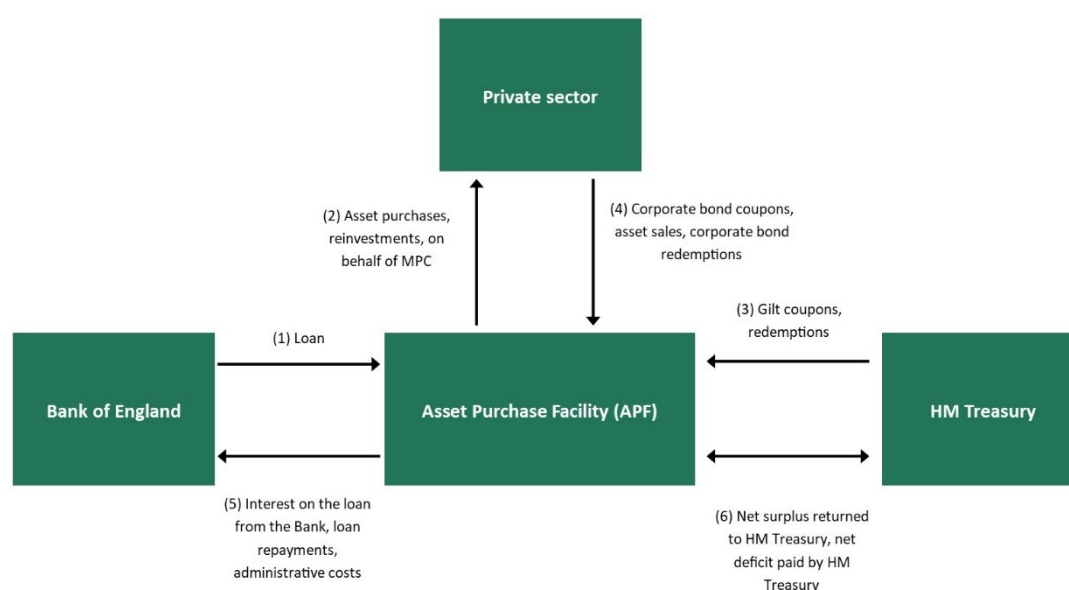 Private sector
(2) Asset purchases,
reinvestments, on
behalf of MPC
(4) Corporate bond coupons,
asset sales, corporate bond
redemptions
(1) Loan
(3) Gilt coupons,
redemptions
Bank of England
Asset Purchase Facility (APF)
HM Treasury
(5) Interest on the loan
from the Bank, loan
repayments,
administrative costs
(6) Net surplus returned
to HM Treasury, net
deficit paid by HM
Treasury